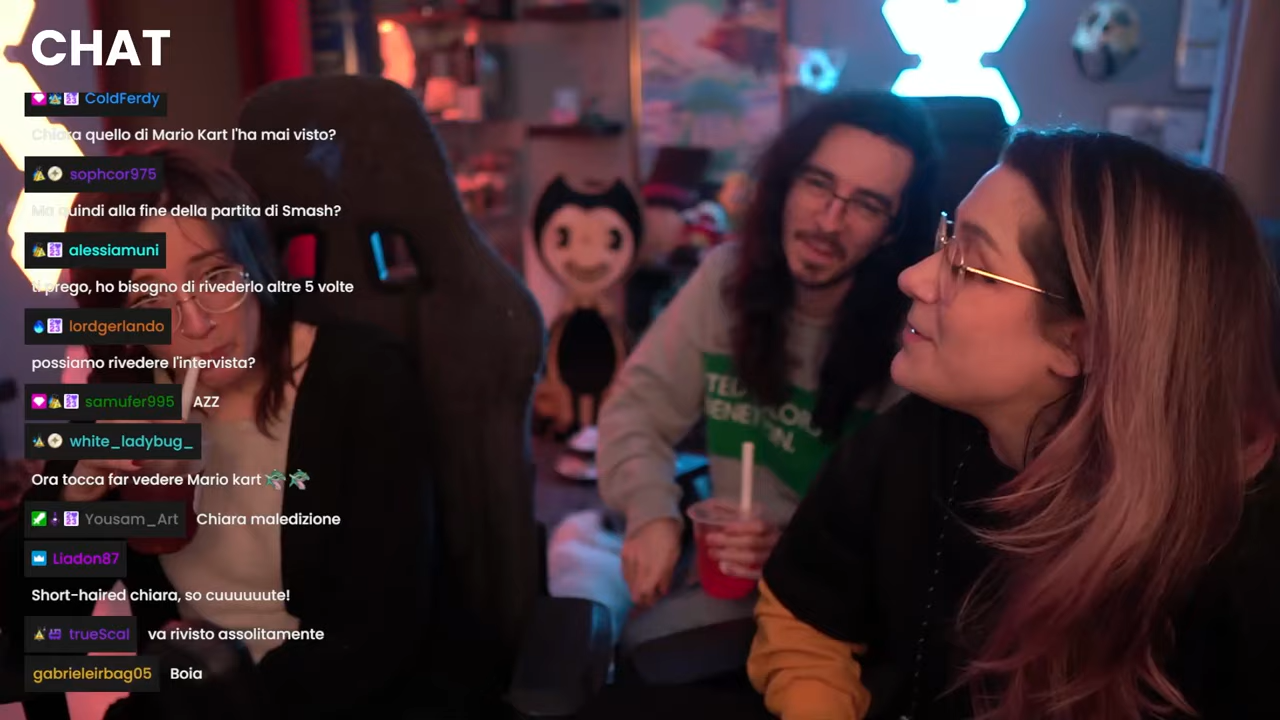 CHAT
ColdFerdy
Chiara quello di Mario Kart l'ha mai visto?
sophcor975
Ma quindi alla fine della partita di Smash?
alessiamuni
ti prego, ho bisogno di rivederlo altre 5 volte
lordgerlando
possiamo rivedere l'intervista?
samufer995 AZZ
white_ladybug_
Ora tocca far vedere Mario kart
Yousam_Art Chiara maledizione
Liadon87
Short-haired chiara, so cuuuuuute!
trueScal va rivisto assolitamente
gabrieleirbag05 Boia